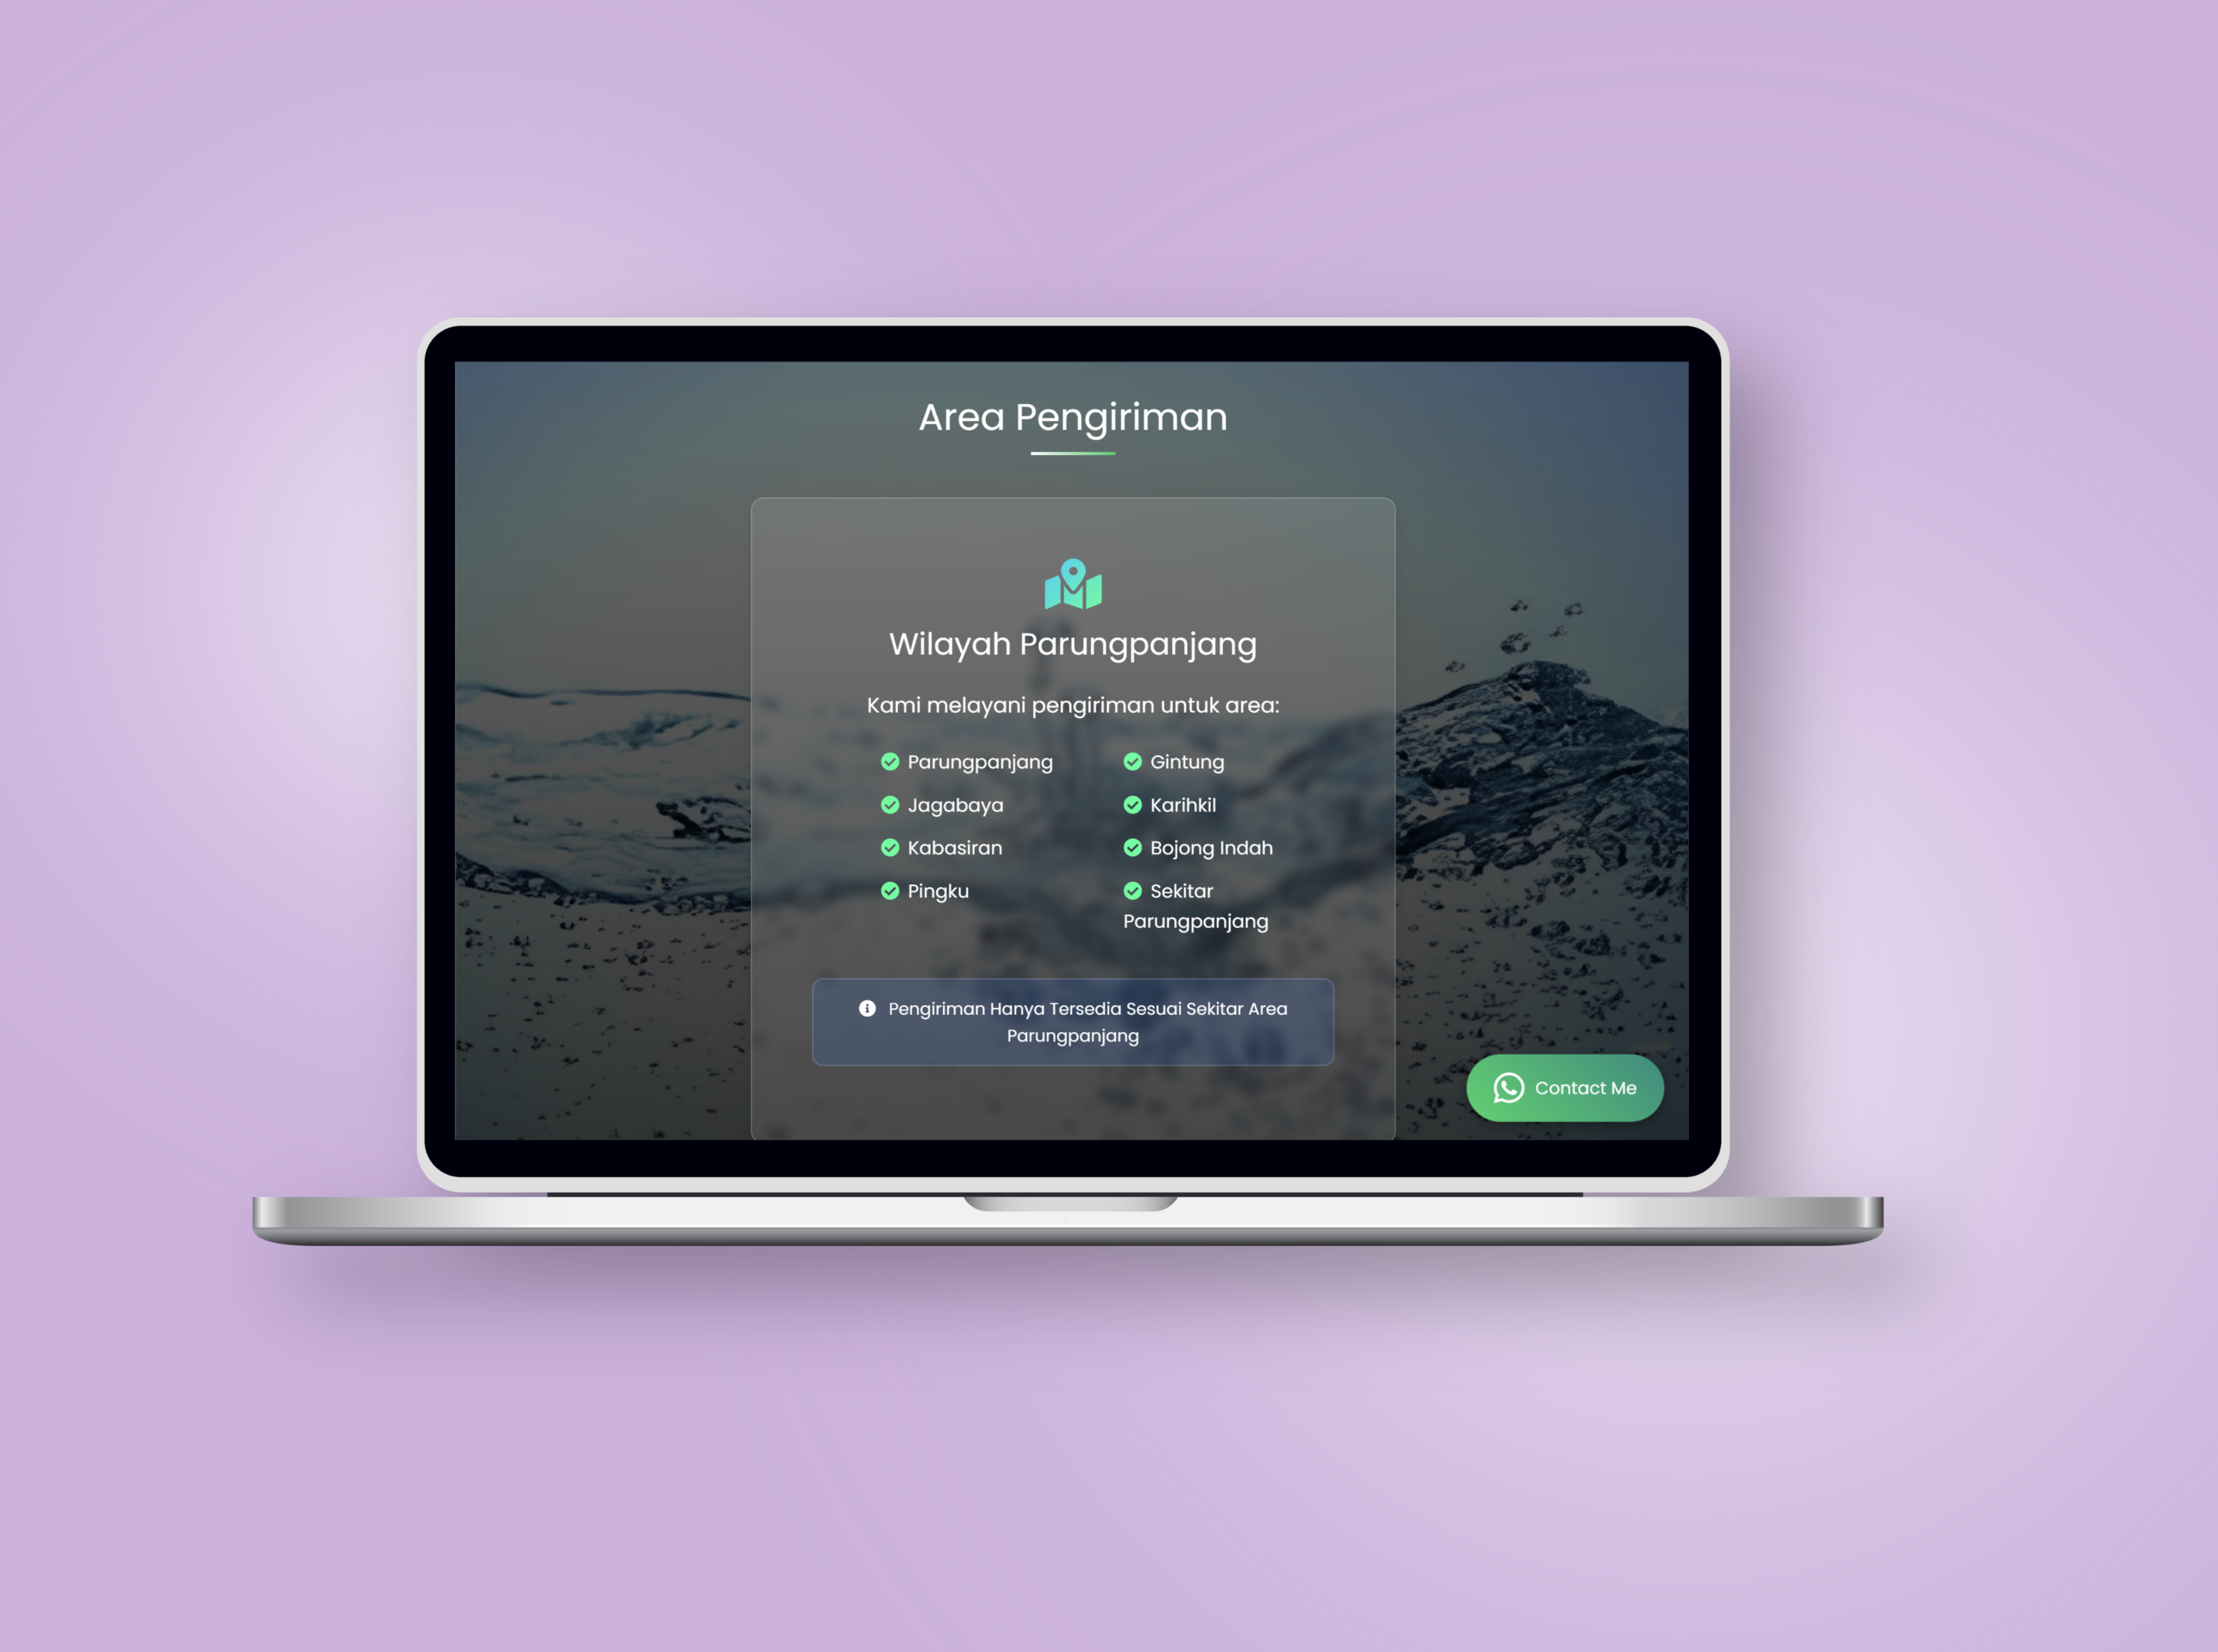 Area Pengiriman
Wilayah Parungpanjang
Kami melayani pengiriman untuk area:
Parungpanjang
Jagabaya
Kabasiran
Pingku
Gintung
Karihkil
Bojong Indah
Sekitar
Parungpanjang
Pengiriman Hanya Tersedia Sesuai Sekitar Area
Parungpanjang
Contact Me